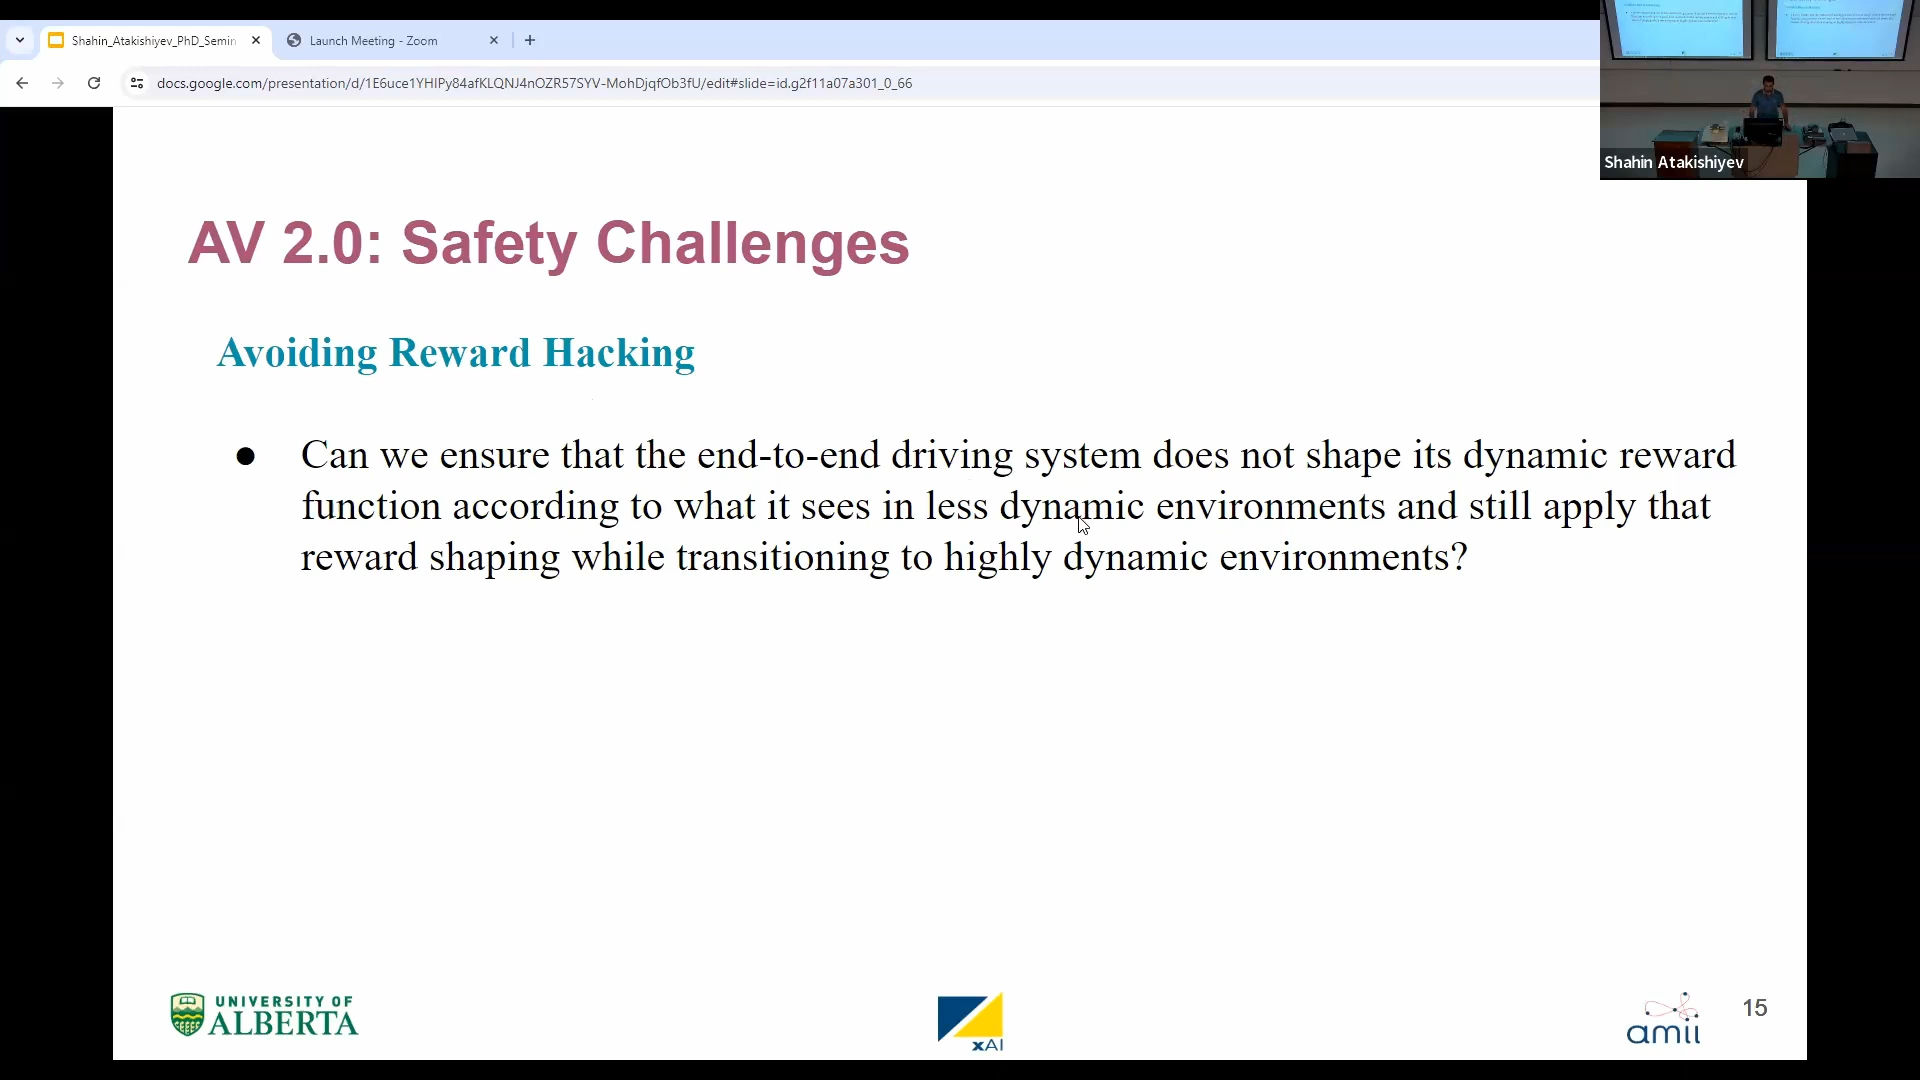 Shahin_Atakishiyev_PhD_Semin
Launch Meeting - Zoom
docs.google.com/presentation/d/1E6uce1YHlPy84afKLQNJ4nOZR57SYV-MohDjqfOb3fU/edit#slide=id.g2f11a07a301_0_66
Shahin Atakishiyev
AV 2.0: Safety Challenges
Avoiding Reward Hacking
● Can we ensure that the end-to-end driving system does not shape its dynamic reward
function according to what it sees in less dynamic environments and still apply that
reward shaping while transitioning to highly dynamic environments?
UNIVERSITY OF
ALBERTA
xAI
amii
15